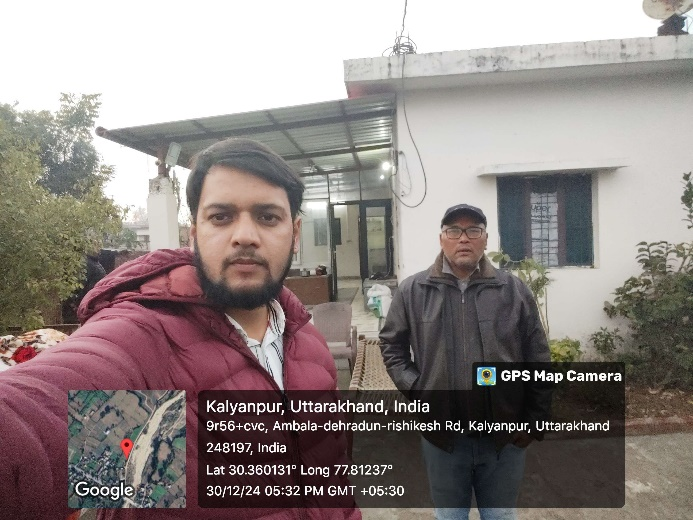 GPS Map Camera
Kalyanpur, Uttarakhand, India
9r56+cvc, Ambala-dehradun-rishikesh Rd, Kalyanpur, Uttarakhand
248197, India
Lat 30.360131° Long 77.81237°
30/12/24 05:32 PM GMT +05:30
Google